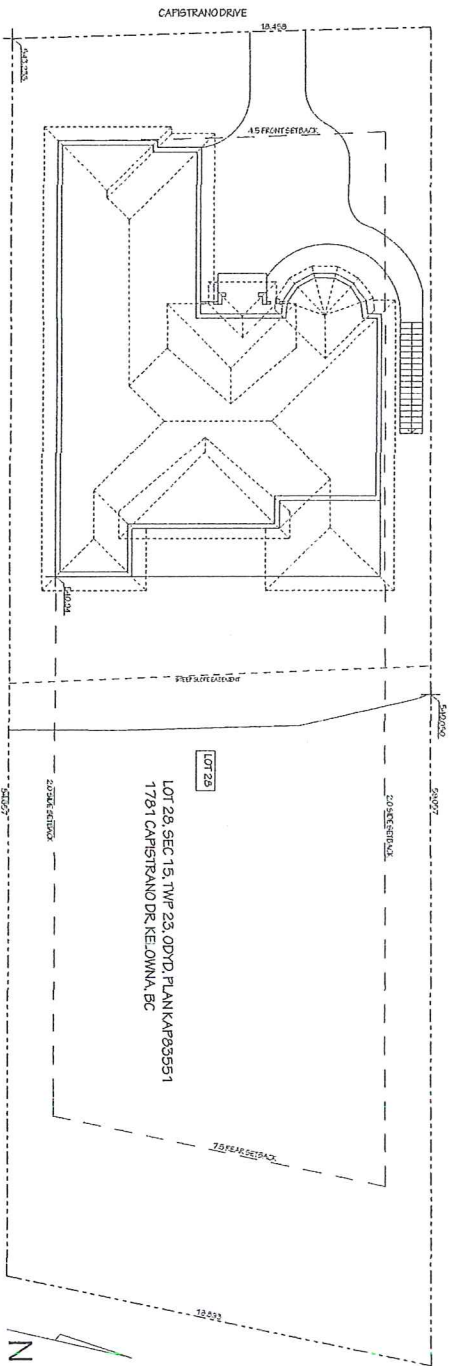 CAPISTRANO DRIVE
18.458
4.5 FRONT SETBACK
STEEP SLOPE EASEMENT
540.050
2.0 SIDE SETBACK
2.0 SIDE SETBACK
LOT 28
LOT 28, SEC 15, TWP 23, ODYD, PLAN KAP83551
1781 CAPISTRANO DR, KELOWNA, BC
7.5 REAR SETBACK
N